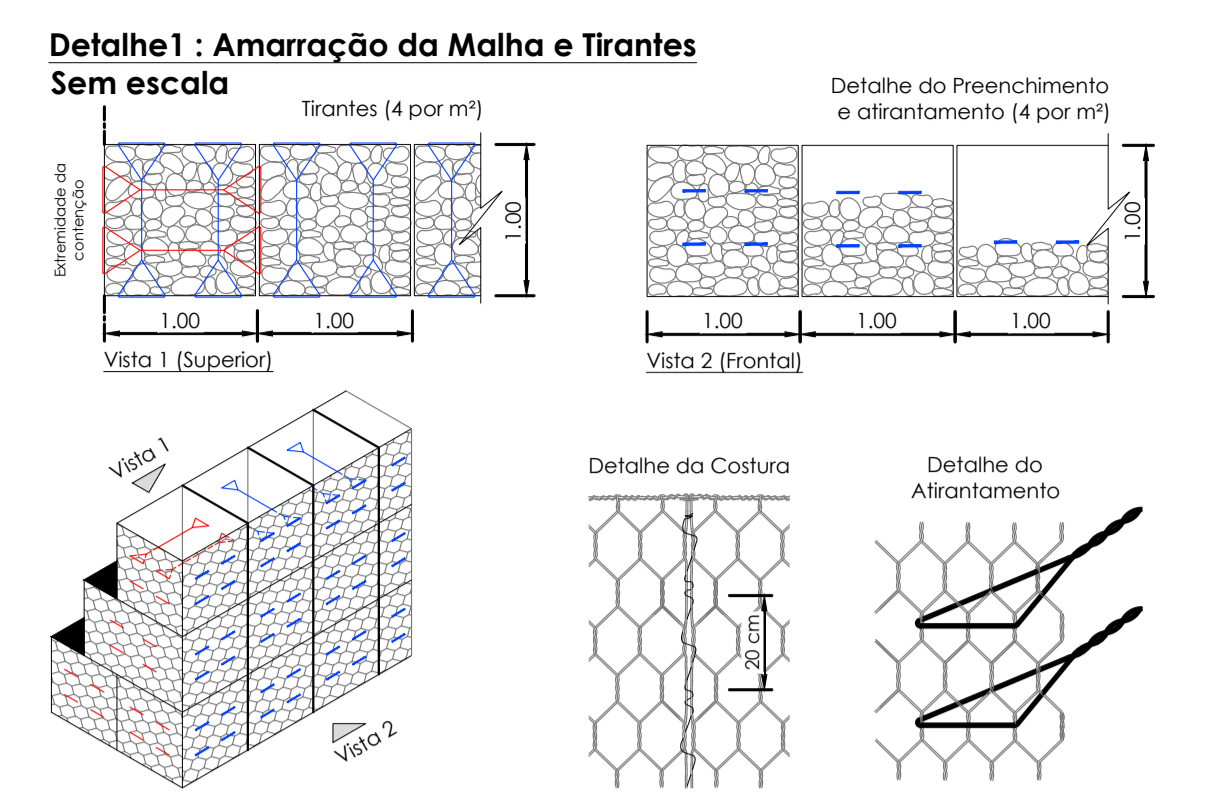 Detalhe1 : Amarração da Malha e Tirantes
Sem escala
Tirantes (4 por m²)
Extremidade da
contenção
1.00
1.00
1.00
Vista 1 (Superior)
Detalhe do Preenchimento
e atirantamento (4 por m²)
1.00
1.00
1.00
1.00
Vista 2 (Frontal)
Vista 1
Vista 2
Detalhe da Costura
20 cm
Detalhe do
Atirantamento